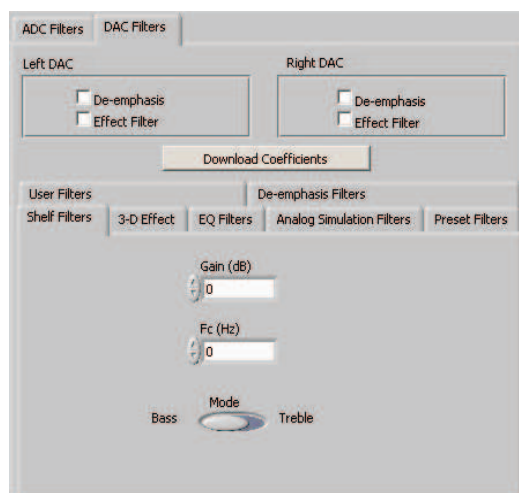 ADC Filters DAC Filters
Left DAC Right DAC
De-emphasis De-emphasis
Effect Filter Effect Filter
Download Coefficients
User Filters De-emphasis Filters
Shelf Filters 3-D Effect EQ Filters Analog Simulation Filters Preset Filters
Gain (dB)
0
Fc (Hz)
0
Mode
Bass Treble